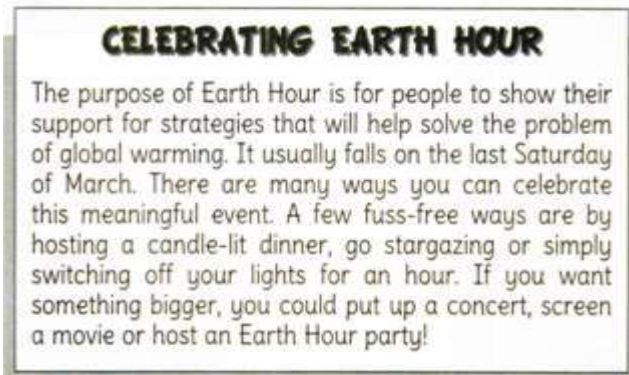 CELEBRATING EARTH HOUR
The purpose of Earth Hour is for people to show their
support for strategies that will help solve the problem
of global warming. It usually falls on the last Saturday
of March. There are many ways you can celebrate
this meaningful event. A few fuss-free ways are by
hosting a candle-lit dinner, go stargazing or simply
switching off your lights for an hour. If you want
something bigger, you could put up a concert, screen
a movie or host an Earth Hour party!